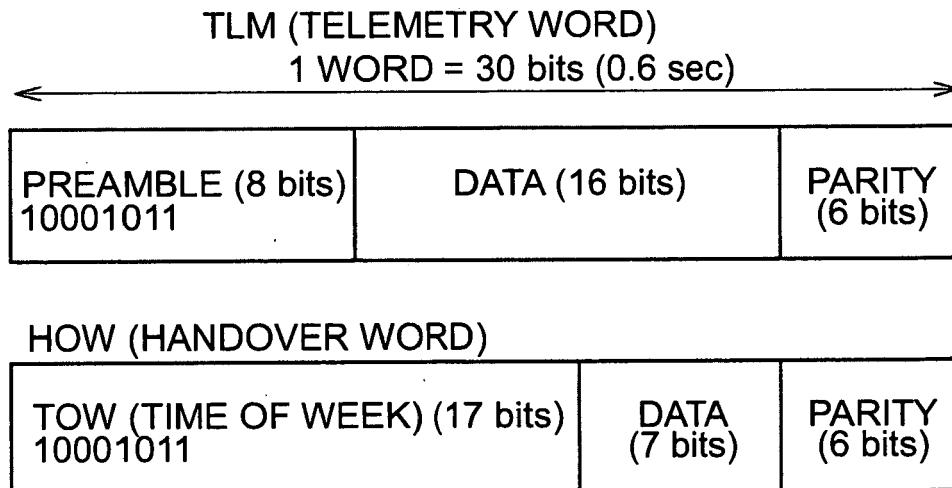 TLM (TELEMETRY WORD)
1 WORD = 30 bits (0.6 sec)
PREAMBLE (8 bits)
10001011
DATA (16 bits)
PARITY
(6 bits)
HOW (HANDOVER WORD)
TOW (TIME OF WEEK) (17 bits)
10001011
DATA
(7 bits)
PARITY
(6 bits)